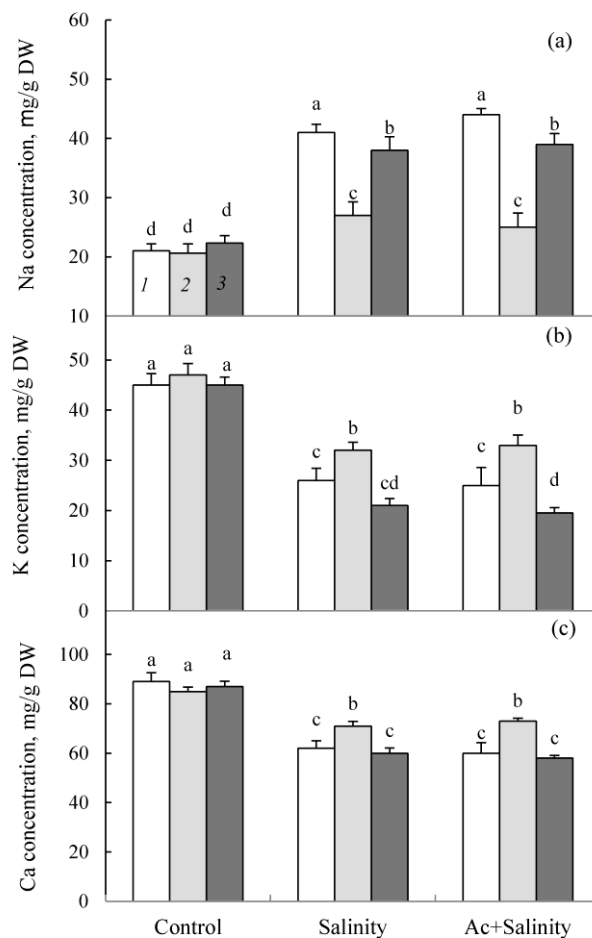 60
50
40
30
20
10
Na concentration, mg/g DW
(a)
d
d
d
1
2
3
a
c
b
a
c
b
50
40
30
20
10
0
K concentration, mg/g DW
(b)
a
a
a
c
b
cd
c
b
d
100
80
60
40
20
0
Ca concentration, mg/g DW
(c)
a
a
a
c
b
c
c
b
c
Control
Salinity
Ac+Salinity